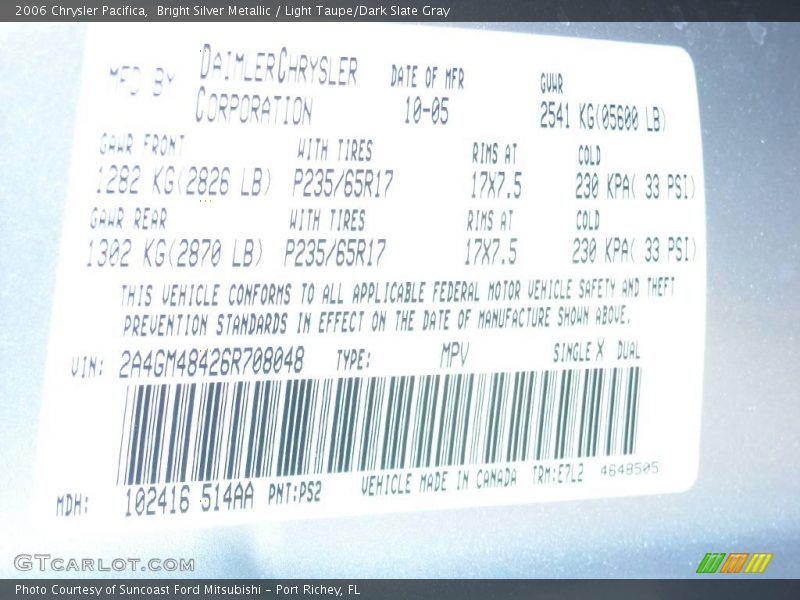 2006 Chrysler Pacifica, Bright Silver Metallic / Light Taupe/Dark Slate Gray
MFD BY DAIMLERCHRYSLER CORPORATION DATE OF MFR 10-05 GVWR 2541 KG(05600 LB)
GAWR FRONT WITH TIRES RIMS AT COLD
1282 KG(2826 LB) P235/65R17 17X7.5 230 KPA( 33 PSI)
GAWR REAR WITH TIRES RIMS AT COLD
1302 KG(2870 LB) P235/65R17 17X7.5 230 KPA( 33 PSI)
THIS VEHICLE CONFORMS TO ALL APPLICABLE FEDERAL MOTOR VEHICLE SAFETY AND THEFT
PREVENTION STANDARDS IN EFFECT ON THE DATE OF MANUFACTURE SHOWN ABOVE.
VIN: 2A4GM48426R708048 TYPE: MPV SINGLE X DUAL
MDH: 102416 514AA PNT:PS2 VEHICLE MADE IN CANADA TRM:E7L2 4648505
GTCARLOT.COM
Photo Courtesy of Suncoast Ford Mitsubishi - Port Richey, FL